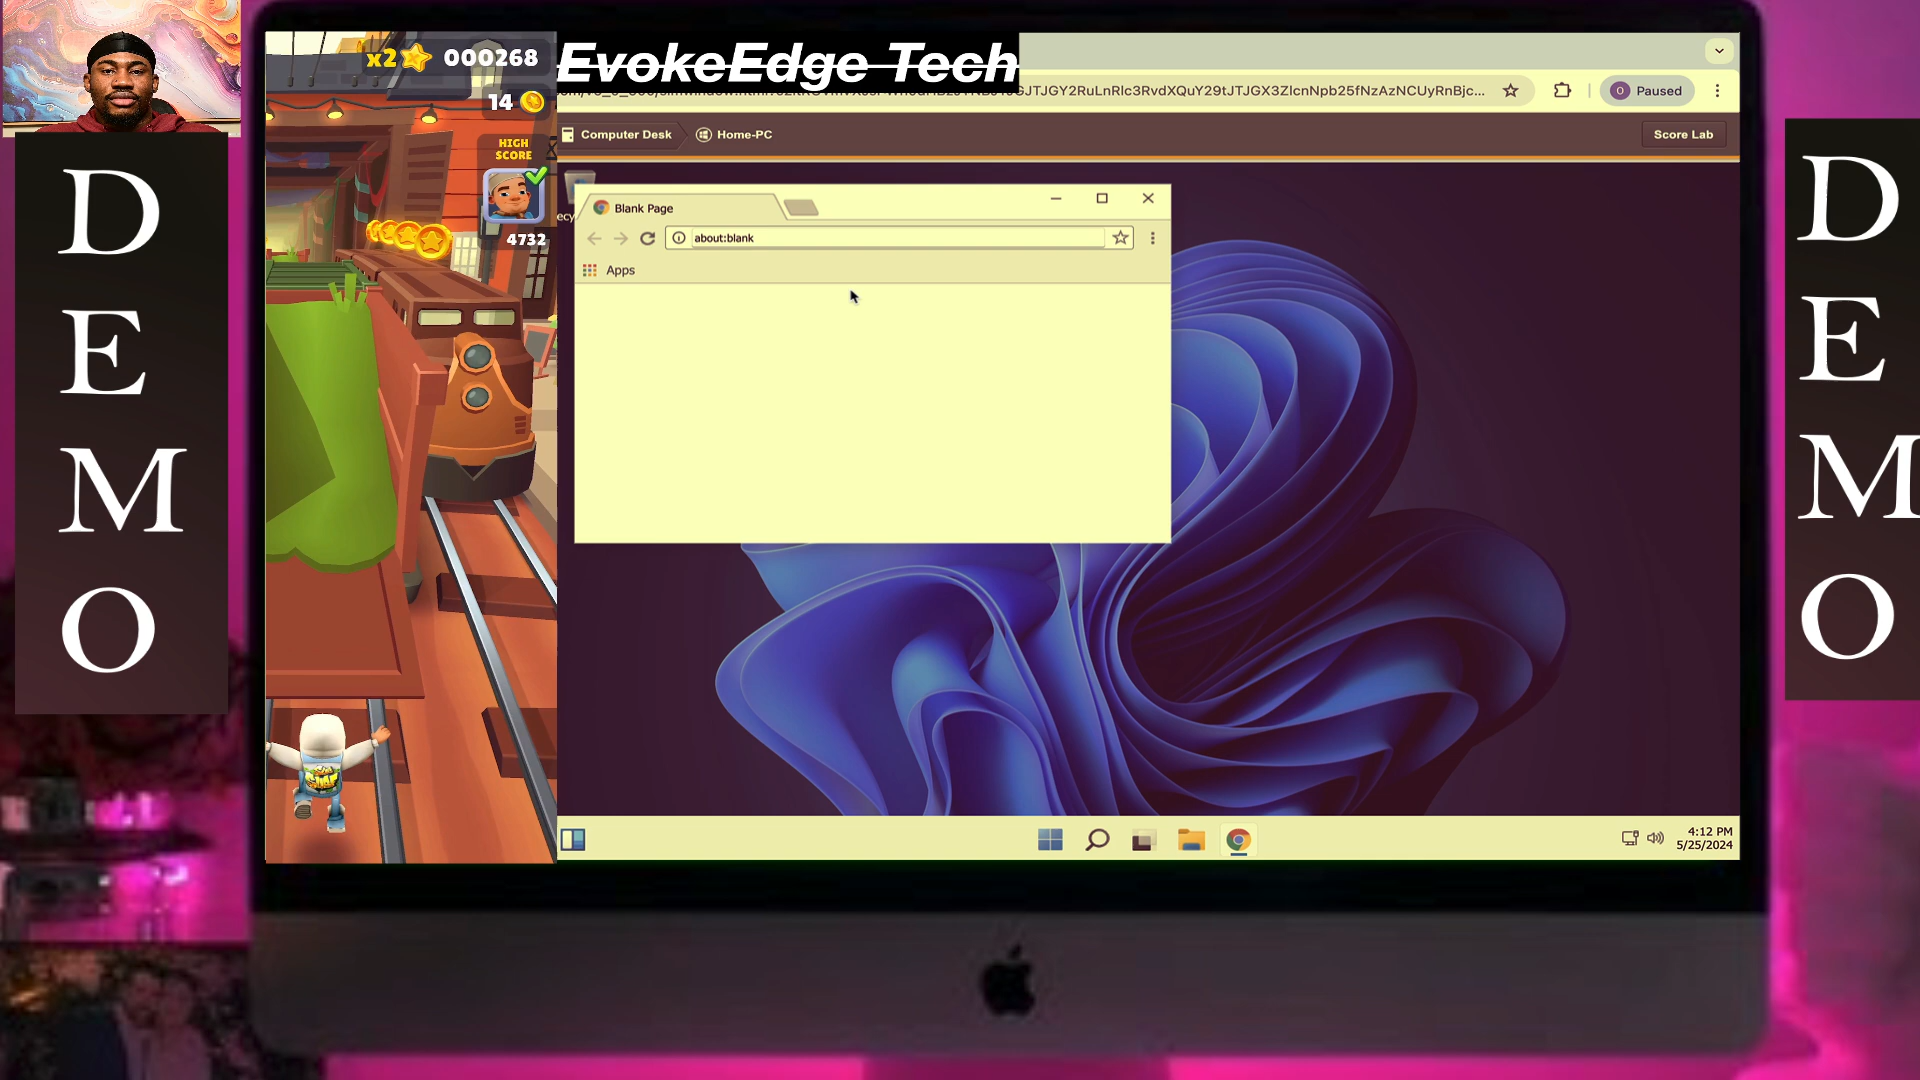 D
E
M
O
x2 000268
14
HIGH
SCORE
4732
EvokeEdge Tech
Paused
Computer Desk
Home-PC
Score Lab
Blank Page
about:blank
Apps
4:12 PM
5/25/2024
D
E
M
O